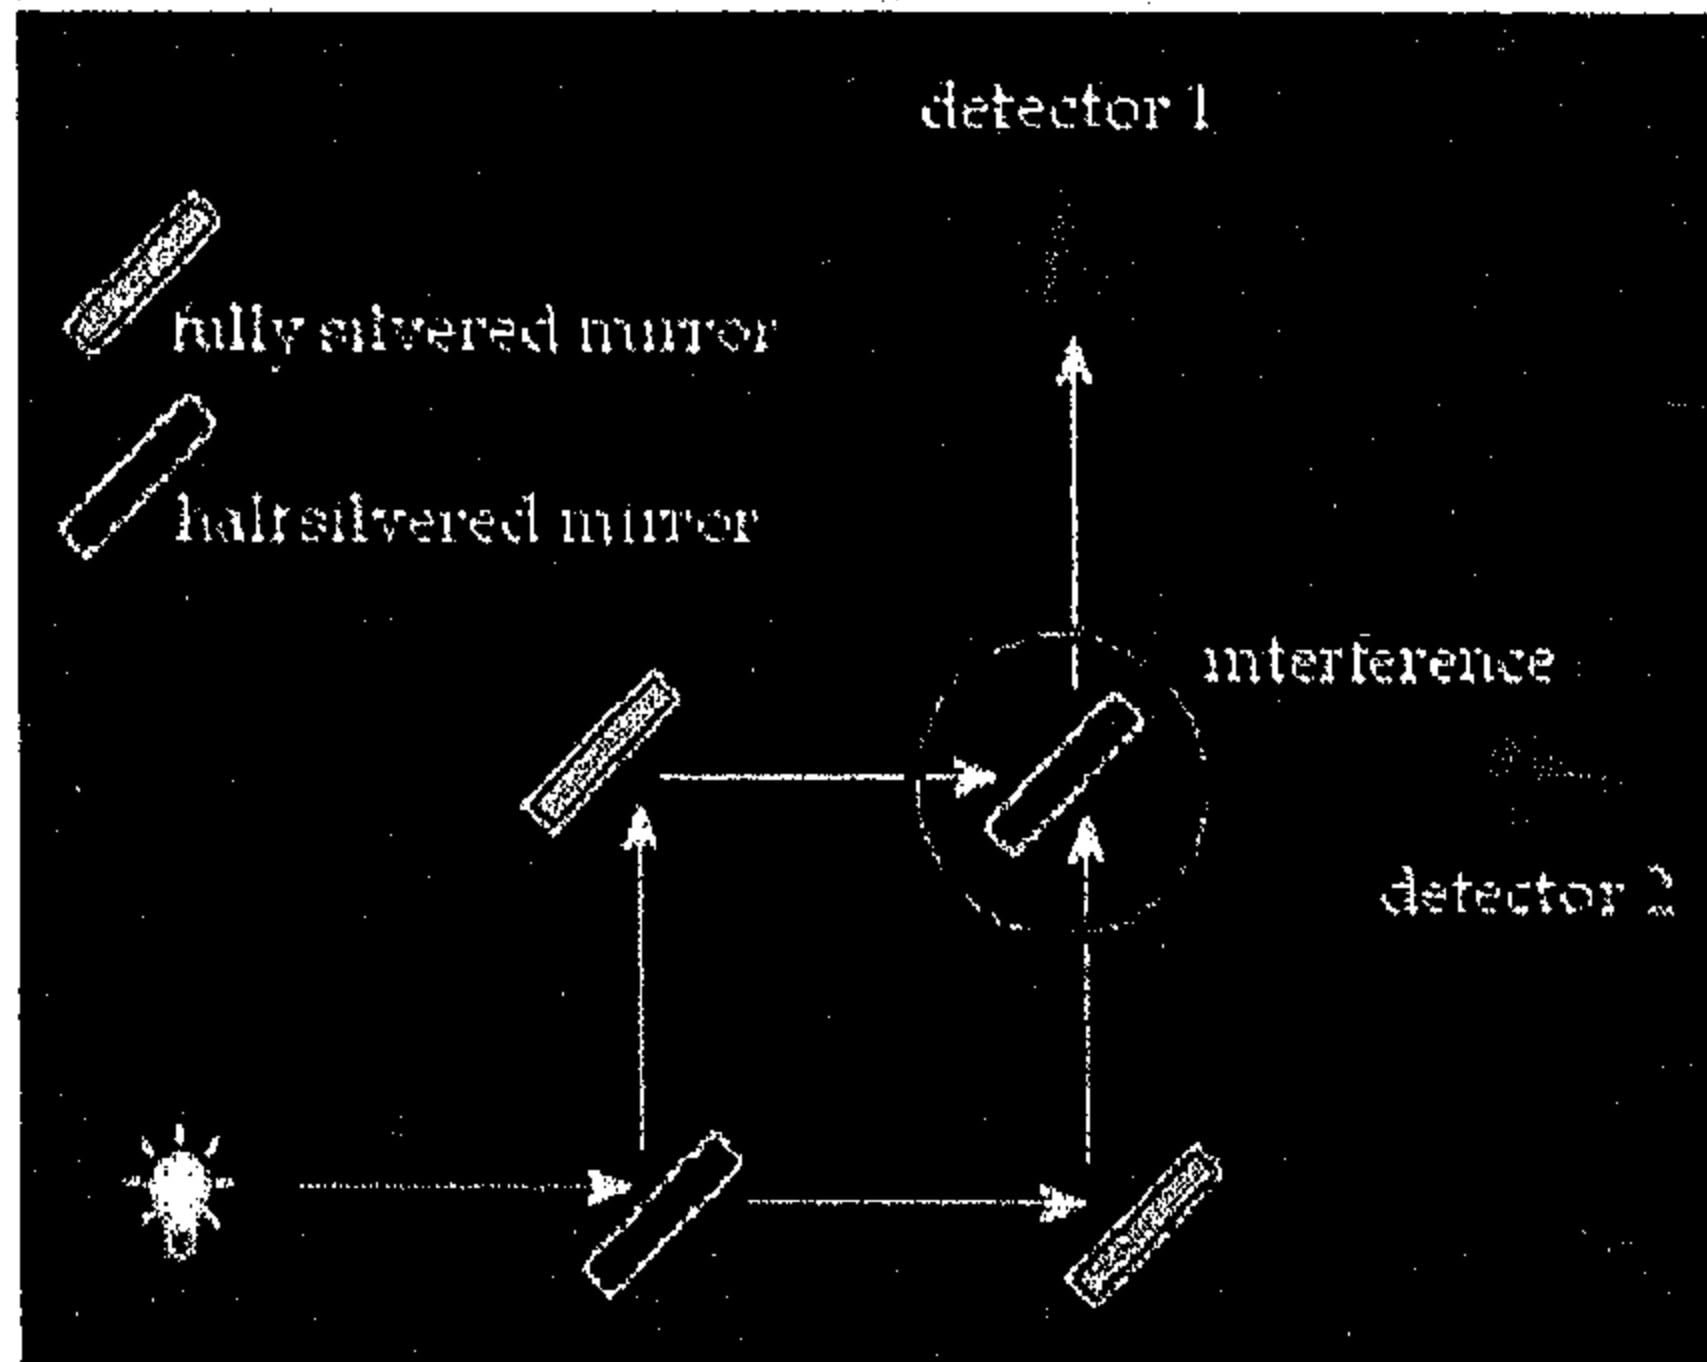 detector 1
fully silvered mirror
half silvered mirror
interference
detector 2